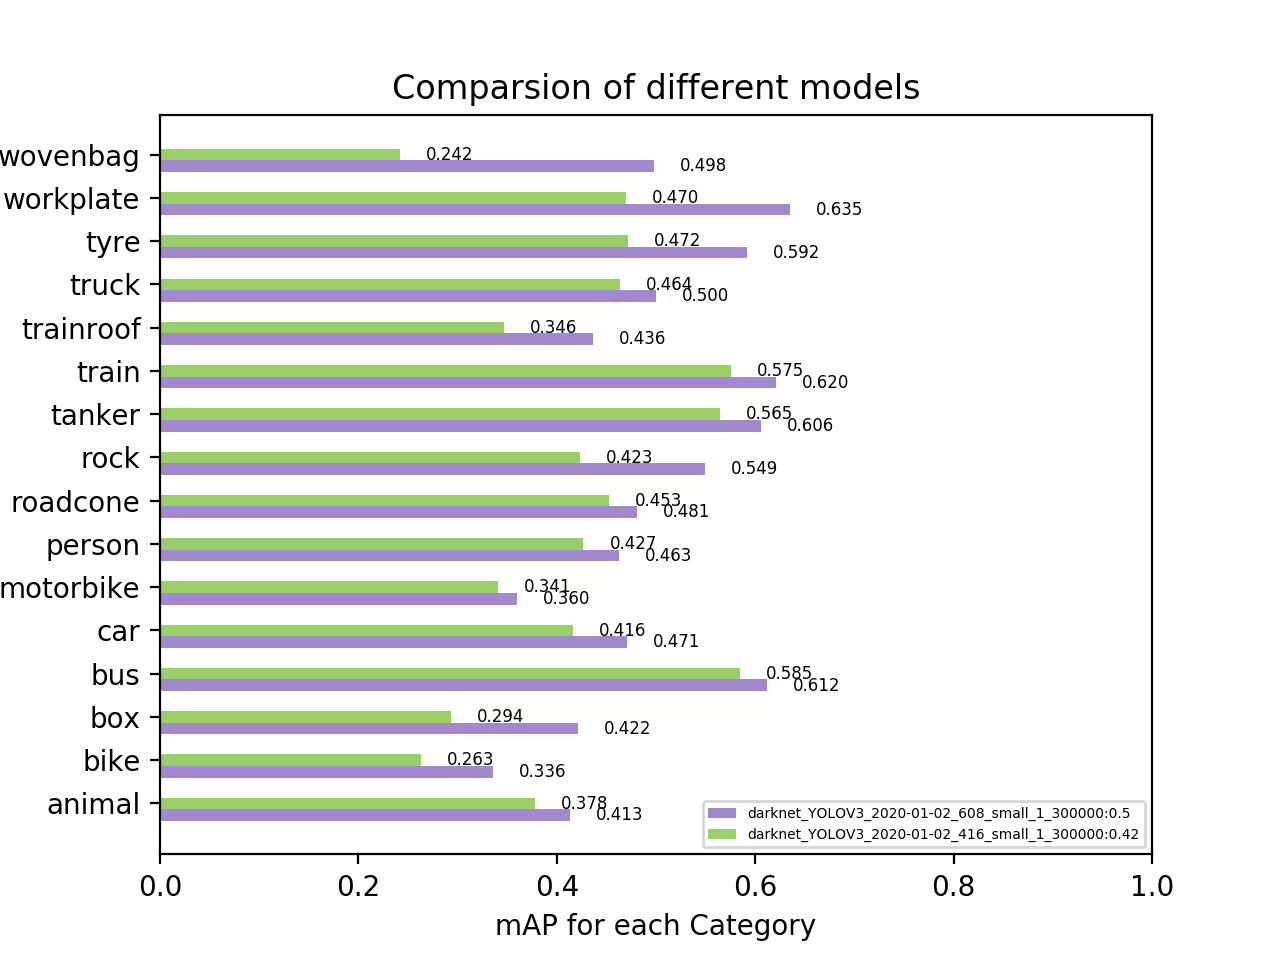 Comparsion of different models
wovenbag 0.242
0.498
workplate 0.470
0.635
tyre 0.472
0.592
truck 0.464
0.500
trainroof 0.346
0.436
train 0.575
0.620
tanker 0.565
0.606
rock 0.423
0.549
roadcone 0.453
0.481
person 0.427
0.463
motorbike 0.341
0.360
car 0.416
0.471
bus 0.585
0.612
box 0.294
0.422
bike 0.263
0.336
animal 0.378
0.413
darknet_YOLOV3_2020-01-02_608_small_1_300000:0.5
darknet_YOLOV3_2020-01-02_416_small_1_300000:0.42
0.0 0.2 0.4 0.6 0.8 1.0
mAP for each Category